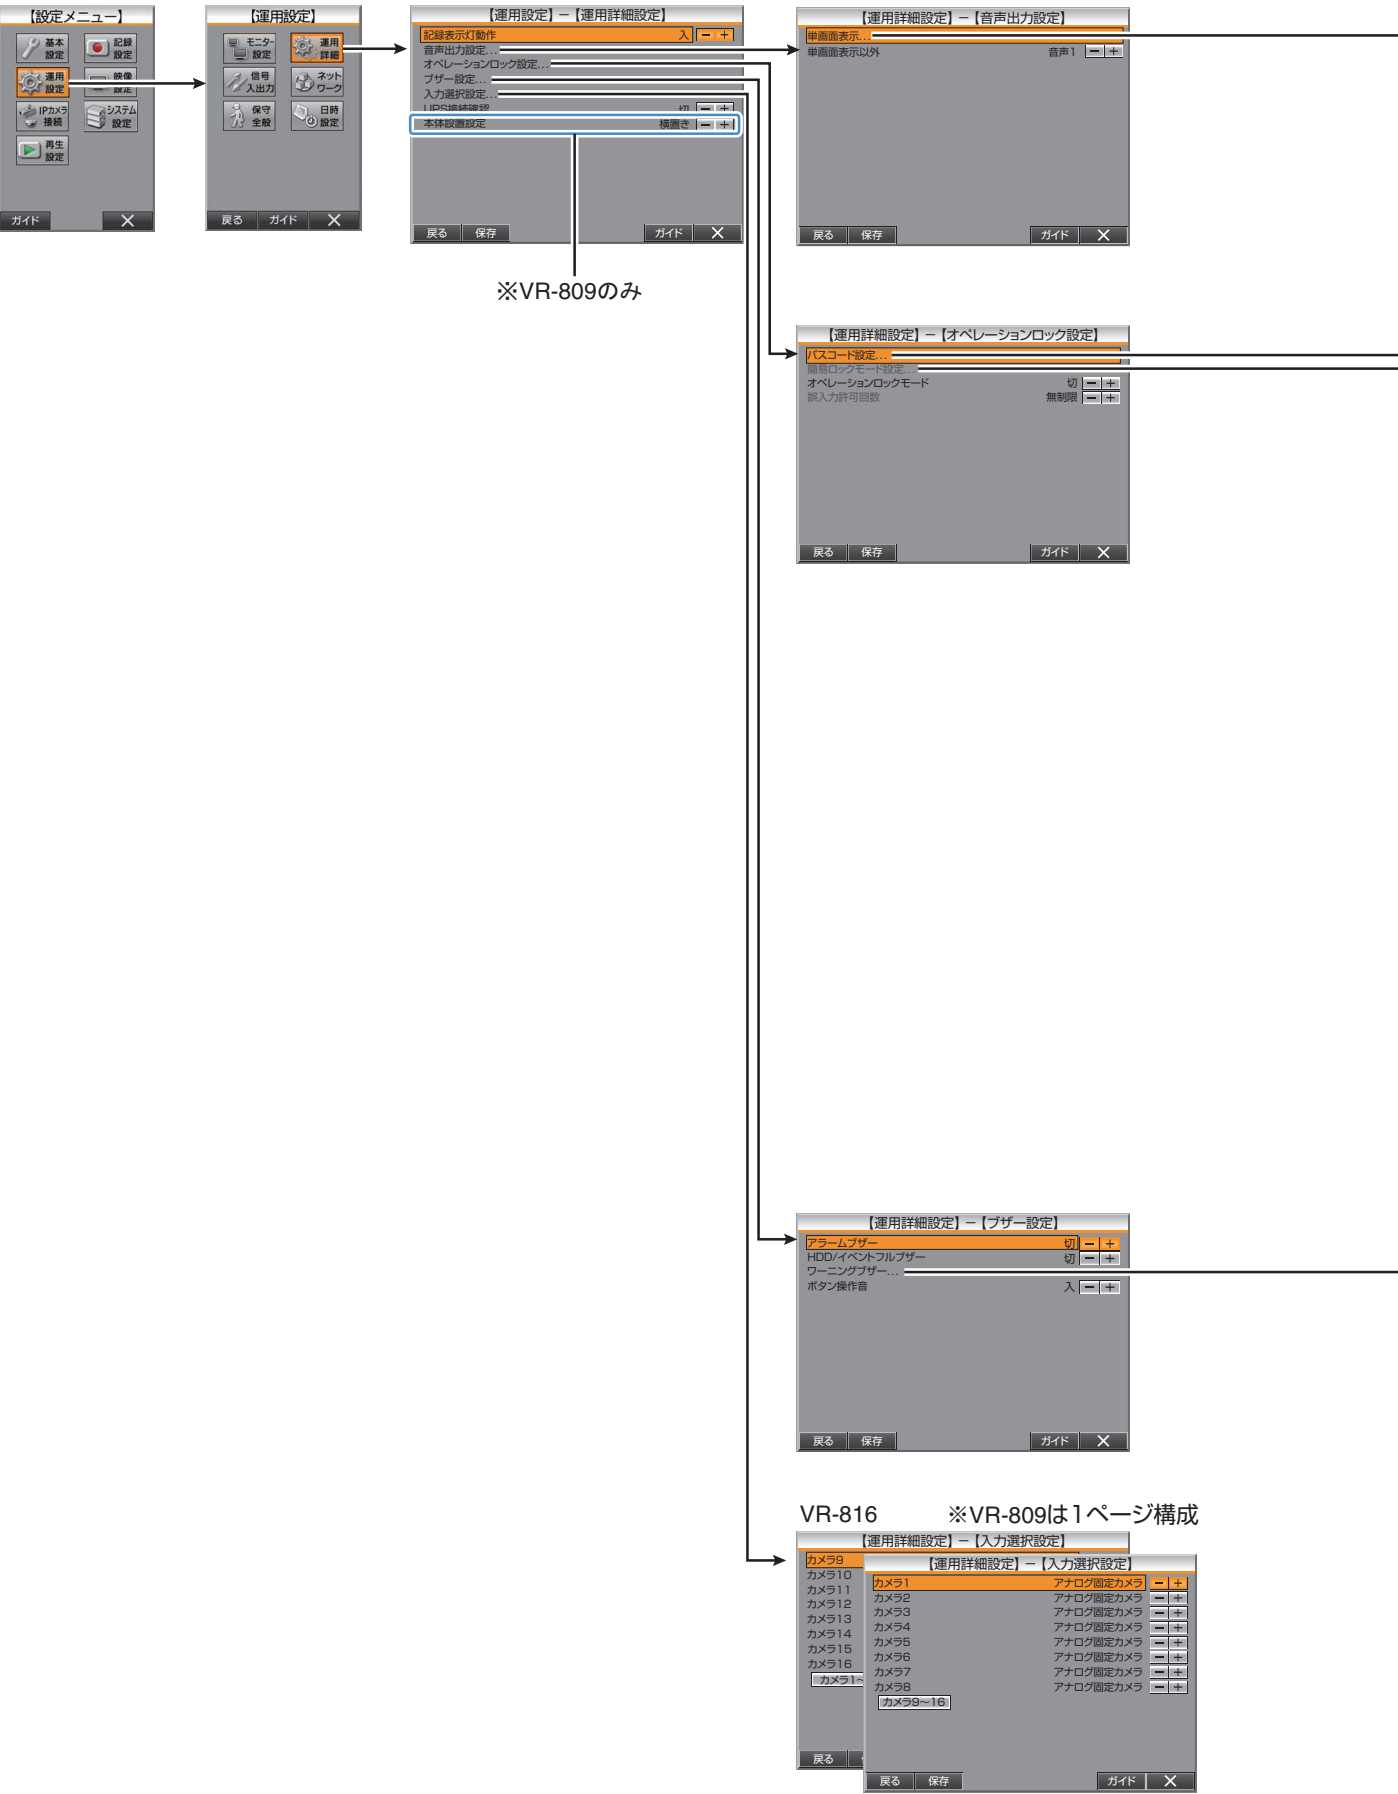 【設定メニュー】
基本
設定
記録
設定
運用
設定
映像
設定
IPカメラ
接続
システム
設定
再生
設定
ガイド
【運用設定】
モニター
設定
運用
詳細
信号
入出力
ネット
ワーク
保守
全般
日時
設定
戻る ガイド
【運用設定】－【運用詳細設定】
記録表示灯動作 入 － ＋
音声出力設定...
オペレーションロック設定...
ブザー設定...
入力選択設定...
UPS接続確認 切 － ＋
本体設置設定 横置き － ＋
戻る 保存 ガイド
※VR-809のみ
【運用詳細設定】－【音声出力設定】
単画面表示...
単画面表示以外 音声1 － ＋
戻る 保存 ガイド
【運用詳細設定】－【オペレーションロック設定】
パスコード設定...
簡易ロックモード設定...
オペレーションロックモード 切 － ＋
誤入力許可回数 無制限 － ＋
戻る 保存 ガイド
【運用詳細設定】－【ブザー設定】
アラームブザー 切 － ＋
HDD/イベントフルブザー 切 － ＋
ワーニングブザー...
ボタン操作音 入 － ＋
戻る 保存 ガイド
VR-816 ※VR-809は1ページ構成
【運用詳細設定】－【入力選択設定】
カメラ9
カメラ10
カメラ11
カメラ12
カメラ13
カメラ14
カメラ15
カメラ16
カメラ1～
戻る
【運用詳細設定】－【入力選択設定】
カメラ1 アナログ固定カメラ － ＋
カメラ2 アナログ固定カメラ － ＋
カメラ3 アナログ固定カメラ － ＋
カメラ4 アナログ固定カメラ － ＋
カメラ5 アナログ固定カメラ － ＋
カメラ6 アナログ固定カメラ － ＋
カメラ7 アナログ固定カメラ － ＋
カメラ8 アナログ固定カメラ － ＋
カメラ9～16
戻る 保存 ガイド